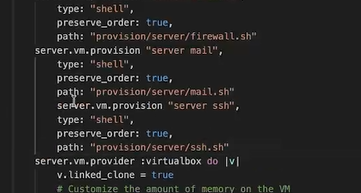 type: "shell",
preserve_order: true,
path: "provision/server/firewall.sh"
server.vm.provision "server mail",
type: "shell",
preserve_order: true,
path: "provision/server/mail.sh"
server.vm.provision "server ssh",
type: "shell",
preserve_order: true,
path: "provision/server/ssh.sh"
server.vm.provider :virtualbox do |v|
v.linked_clone = true
# Customize the amount of memory on the VM